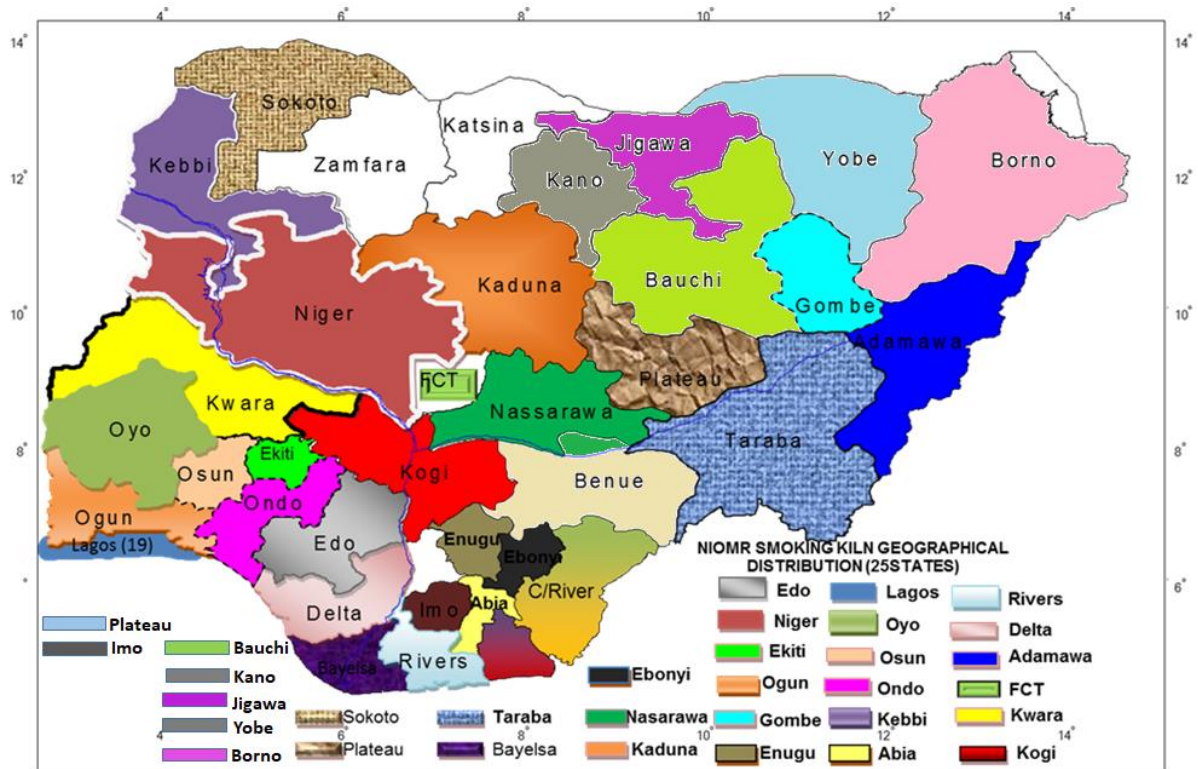 4° 6° 8° 10° 12° 14°
14° 14°
Sokoto
Katsina
Jigawa
Kebbi Zamfara Kano Yobe Borno
12° 12°
Kaduna Bauchi
Niger Gombe
10° 10°
Adamawa
FCT Plateau
Kwara Nassarawa
Oyo Taraba
8° Ekiti 8°
Osun Kogi Benue
Ondo
Ogun Edo Enugu
Lagos (19) Ebonyi
6° C/River
Delta Imo Abia
Bayelsa Rivers
NIOMR SMOKING KILN GEOGRAPHICAL
DISTRIBUTION (25STATES)
Edo Lagos Rivers
Niger Oyo Delta
Ekiti Osun Adamawa
Ogun Ondo FCT
Gombe Kebbi Kwara
Enugu Abia Kogi
6°
Plateau
Imo
Bauchi
Kano
Jigawa
Yobe
Borno
Ebonyi
Sokoto Taraba Nasarawa
Plateau Bayelsa Kaduna
4° 4°
4° 6° 8° 10° 12° 14°